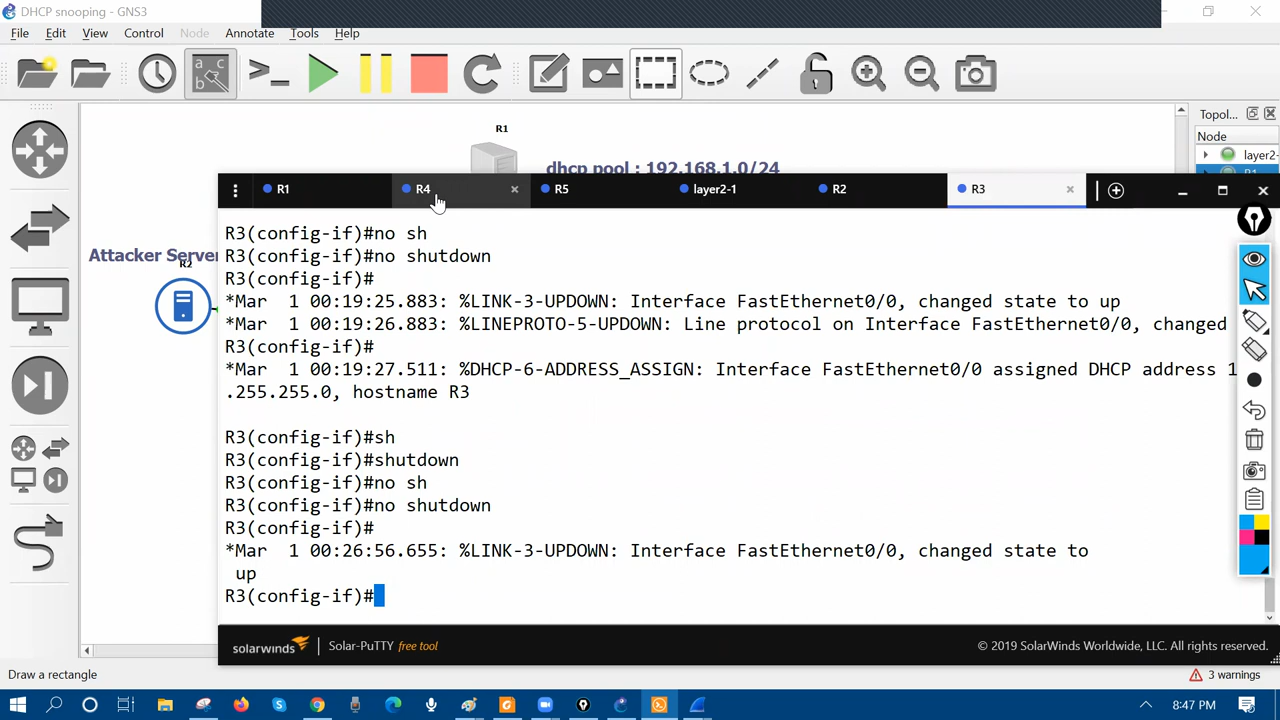 DHCP snooping - GNS3
File Edit View Control Node Annotate Tools Help
R1
dhcp pool : 192.168.1.0/24
Topol...
Node
layer2
Attacker Server
R2
R1 R4 R5 layer2-1 R2 R3
R3(config-if)#no sh
R3(config-if)#no shutdown
R3(config-if)#
*Mar  1 00:19:25.883: %LINK-3-UPDOWN: Interface FastEthernet0/0, changed state to up
*Mar  1 00:19:26.883: %LINEPROTO-5-UPDOWN: Line protocol on Interface FastEthernet0/0, changed
R3(config-if)#
*Mar  1 00:19:27.511: %DHCP-6-ADDRESS_ASSIGN: Interface FastEthernet0/0 assigned DHCP address 1
.255.255.0, hostname R3
R3(config-if)#sh
R3(config-if)#shutdown
R3(config-if)#no sh
R3(config-if)#no shutdown
R3(config-if)#
*Mar  1 00:26:56.655: %LINK-3-UPDOWN: Interface FastEthernet0/0, changed state to
up
R3(config-if)#
solarwinds | Solar-PuTTY free tool © 2019 SolarWinds Worldwide, LLC. All rights reserved.
Draw a rectangle 3 warnings
8:47 PM